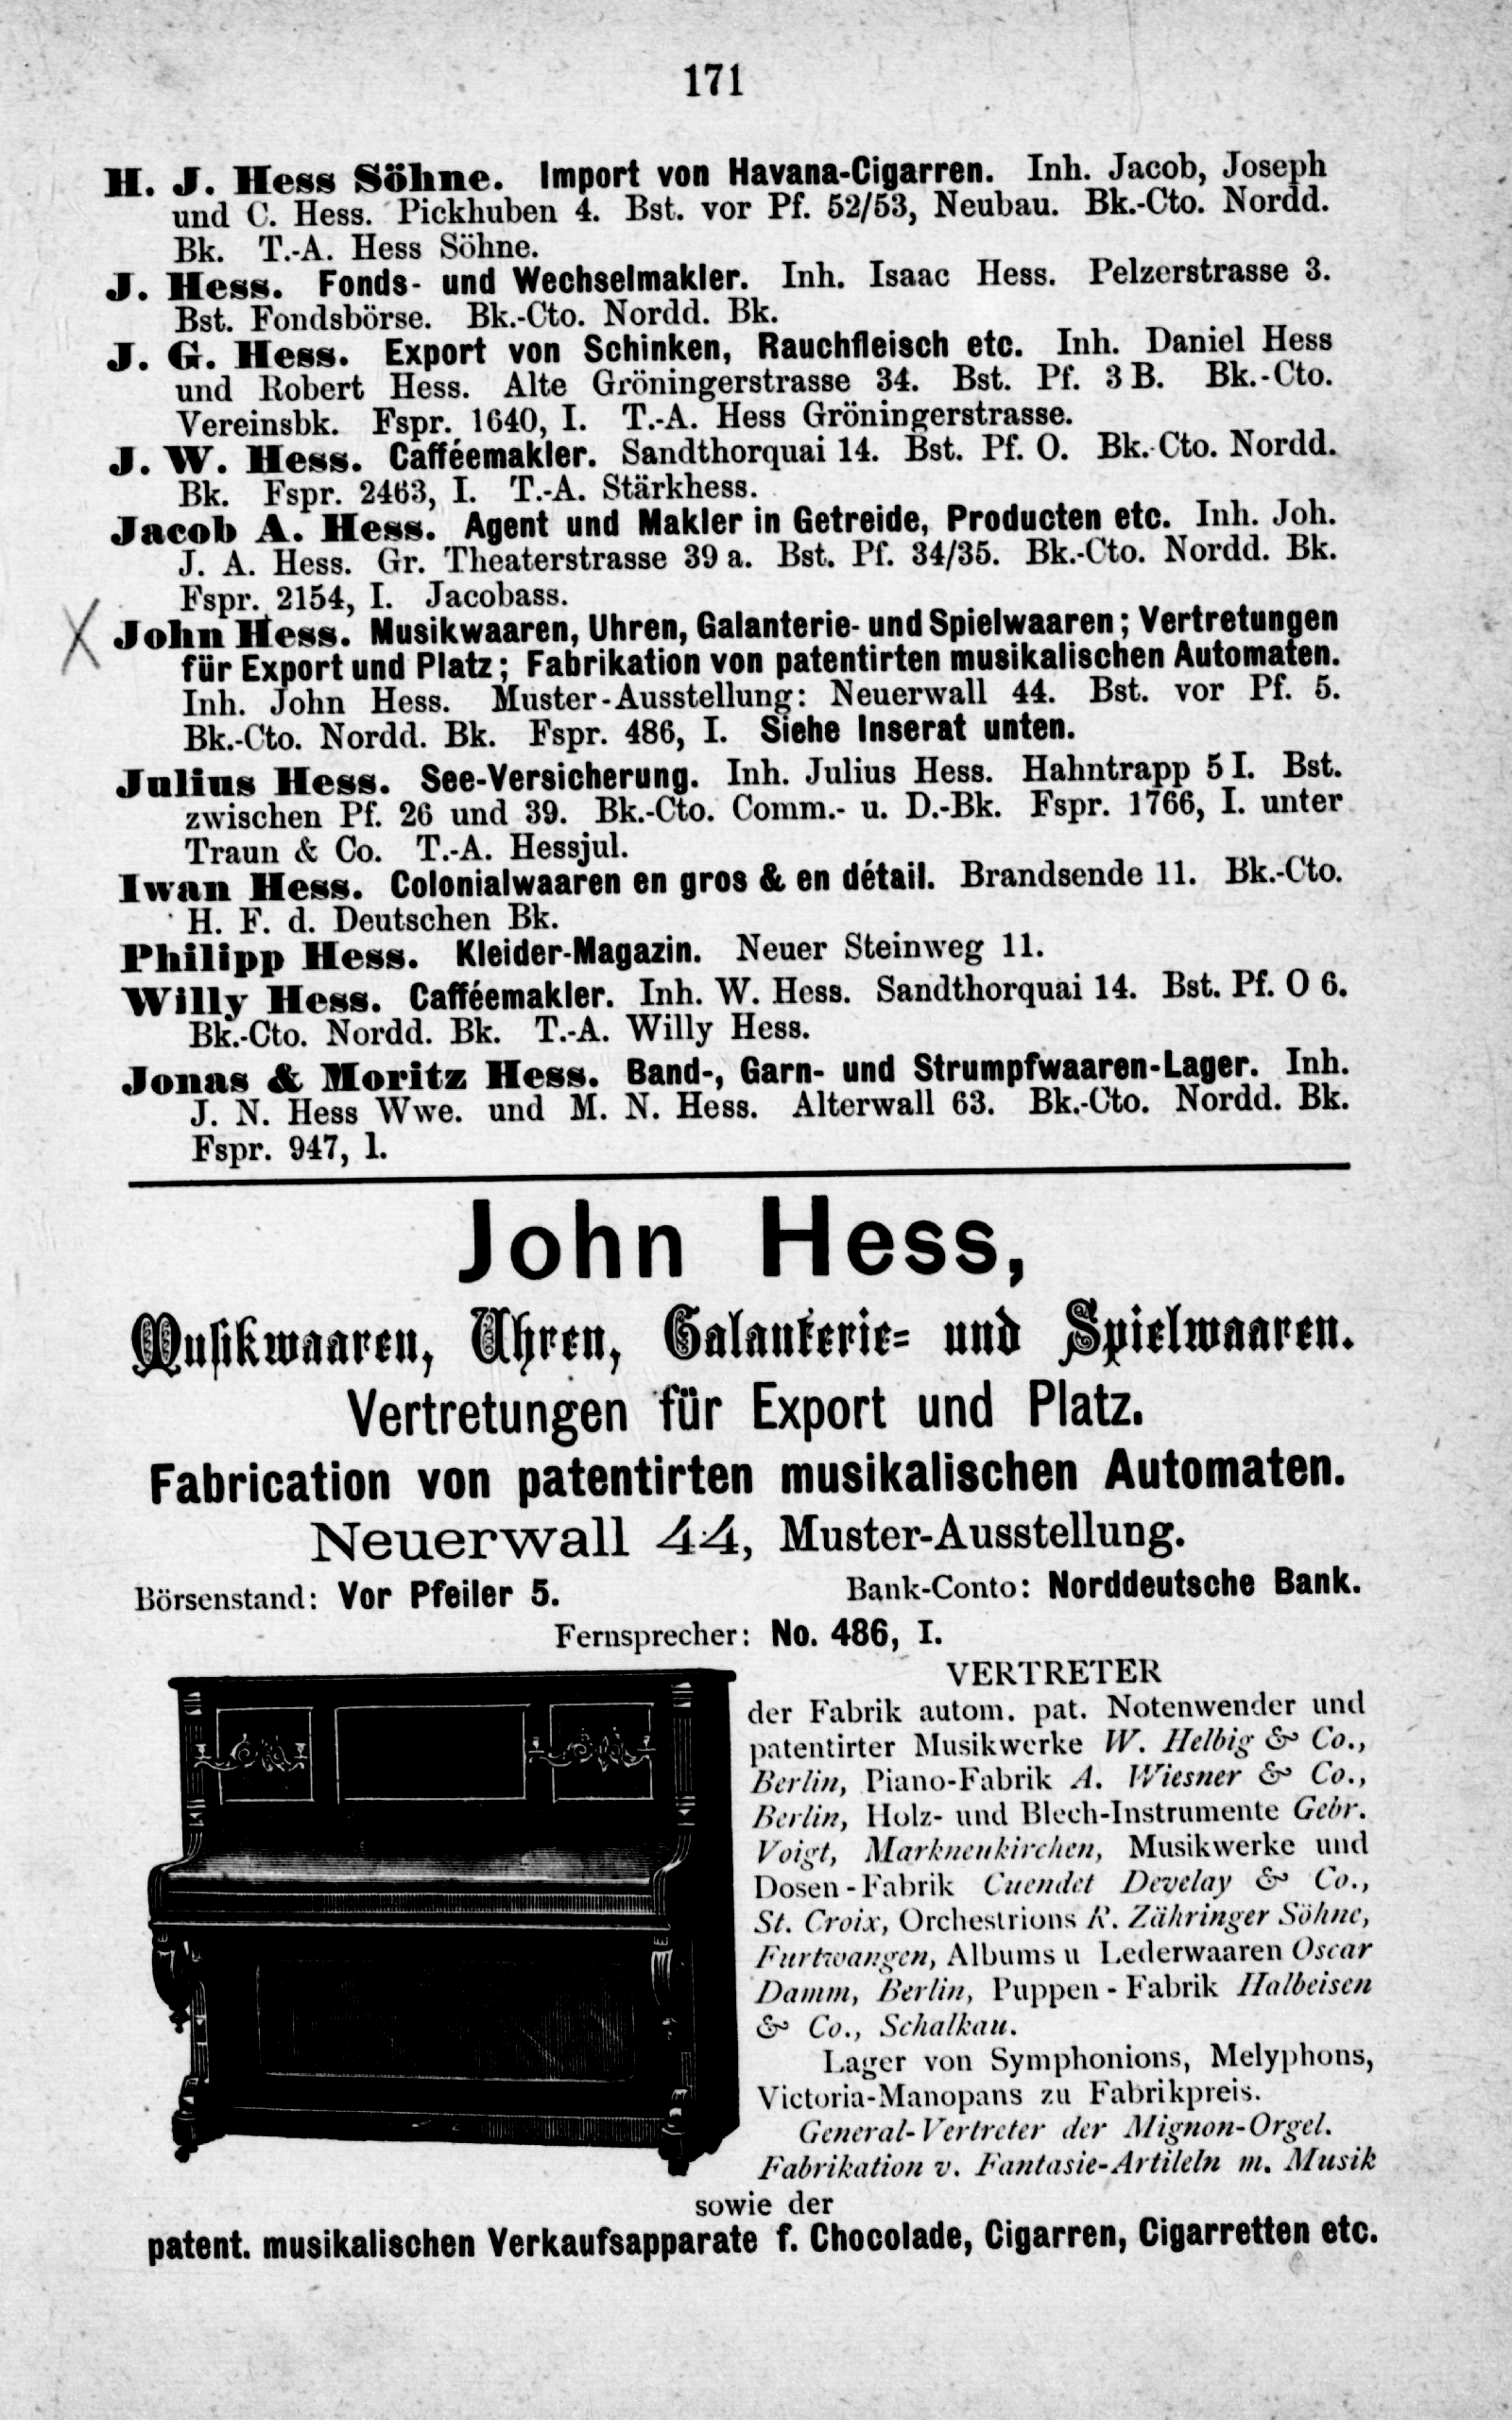 171
H. J. Hess Söhne. Import von Havana-Cigarren. Inh. Jacob, Joseph
und C. Hess. Pickhuben 4. Bst. vor Pf. 52/53, Neubau. Bk.-Cto. Nordd.
Bk. T.-A. Hess Söhne.
J. Hess. Fonds- und Wechselmakler. Inh. Isaac Hess. Pelzerstrasse 3.
Bst. Fondsbörse. Bk.-Cto. Nordd. Bk.
J. G. Hess. Export von Schinken, Rauchfleisch etc. Inh. Daniel Hess
und Robert Hess. Alte Gröningerstrasse 34. Bst. Pf. 3 B. Bk.-Cto.
Vereinsbk. Fspr. 1640, I. T.-A. Hess Gröningerstrasse.
J. W. Hess. Cafféemakler. Sandthorquai 14. Bst. Pf. O. Bk.-Cto. Nordd.
Bk. Fspr. 2463, I. T.-A. Stärkhess.
Jacob A. Hess. Agent und Makler in Getreide, Producten etc. Inh. Joh.
J. A. Hess. Gr. Theaterstrasse 39 a. Bst. Pf. 34/35. Bk.-Cto. Nordd. Bk.
Fspr. 2154, I. Jacobass.
John Hess. Musikwaaren, Uhren, Galanterie- und Spielwaaren; Vertretungen
für Export und Platz; Fabrikation von patentirten musikalischen Automaten.
Inh. John Hess. Muster-Ausstellung: Neuerwall 44. Bst. vor Pf. 5.
Bk.-Cto. Nordd. Bk. Fspr. 486, I. Siehe Inserat unten.
Julius Hess. See-Versicherung. Inh. Julius Hess. Hahntrapp 5 I. Bst.
zwischen Pf. 26 und 39. Bk.-Cto. Comm.- u. D.-Bk. Fspr. 1766, I. unter
Traun & Co. T.-A. Hessjul.
Iwan Hess. Colonialwaaren en gros & en détail. Brandsende 11. Bk.-Cto.
H. F. d. Deutschen Bk.
Philipp Hess. Kleider-Magazin. Neuer Steinweg 11.
Willy Hess. Cafféemakler. Inh. W. Hess. Sandthorquai 14. Bst. Pf. O 6.
Bk.-Cto. Nordd. Bk. T.-A. Willy Hess.
Jonas & Moritz Hess. Band-, Garn- und Strumpfwaaren-Lager. Inh.
J. N. Hess Wwe. und M. N. Hess. Alterwall 63. Bk.-Cto. Nordd. Bk.
Fspr. 947, l.
John Hess,
Musikwaaren, Uhren, Galanterie- und Spielwaaren.
Vertretungen für Export und Platz.
Fabrication von patentirten musikalischen Automaten.
Neuerwall 44, Muster-Ausstellung.
Börsenstand: Vor Pfeiler 5. Bank-Conto: Norddeutsche Bank.
Fernsprecher: No. 486, I.
VERTRETER
der Fabrik autom. pat. Notenwender und
patentirter Musikwerke W. Helbig & Co.,
Berlin, Piano-Fabrik A. Wiesner & Co.,
Berlin, Holz- und Blech-Instrumente Gebr.
Voigt, Markneukirchen, Musikwerke und
Dosen-Fabrik Cuendet Develay & Co.,
St. Croix, Orchestrions R. Zähringer Söhne,
Furtwangen, Albums u Lederwaaren Oscar
Damm, Berlin, Puppen-Fabrik Halbeisen
& Co., Schalkau.
Lager von Symphonions, Melyphons,
Victoria-Manopans zu Fabrikpreis.
General-Vertreter der Mignon-Orgel.
Fabrikation v. Fantasie-Artileln m. Musik
sowie der
patent. musikalischen Verkaufsapparate f. Chocolade, Cigarren, Cigarretten etc.